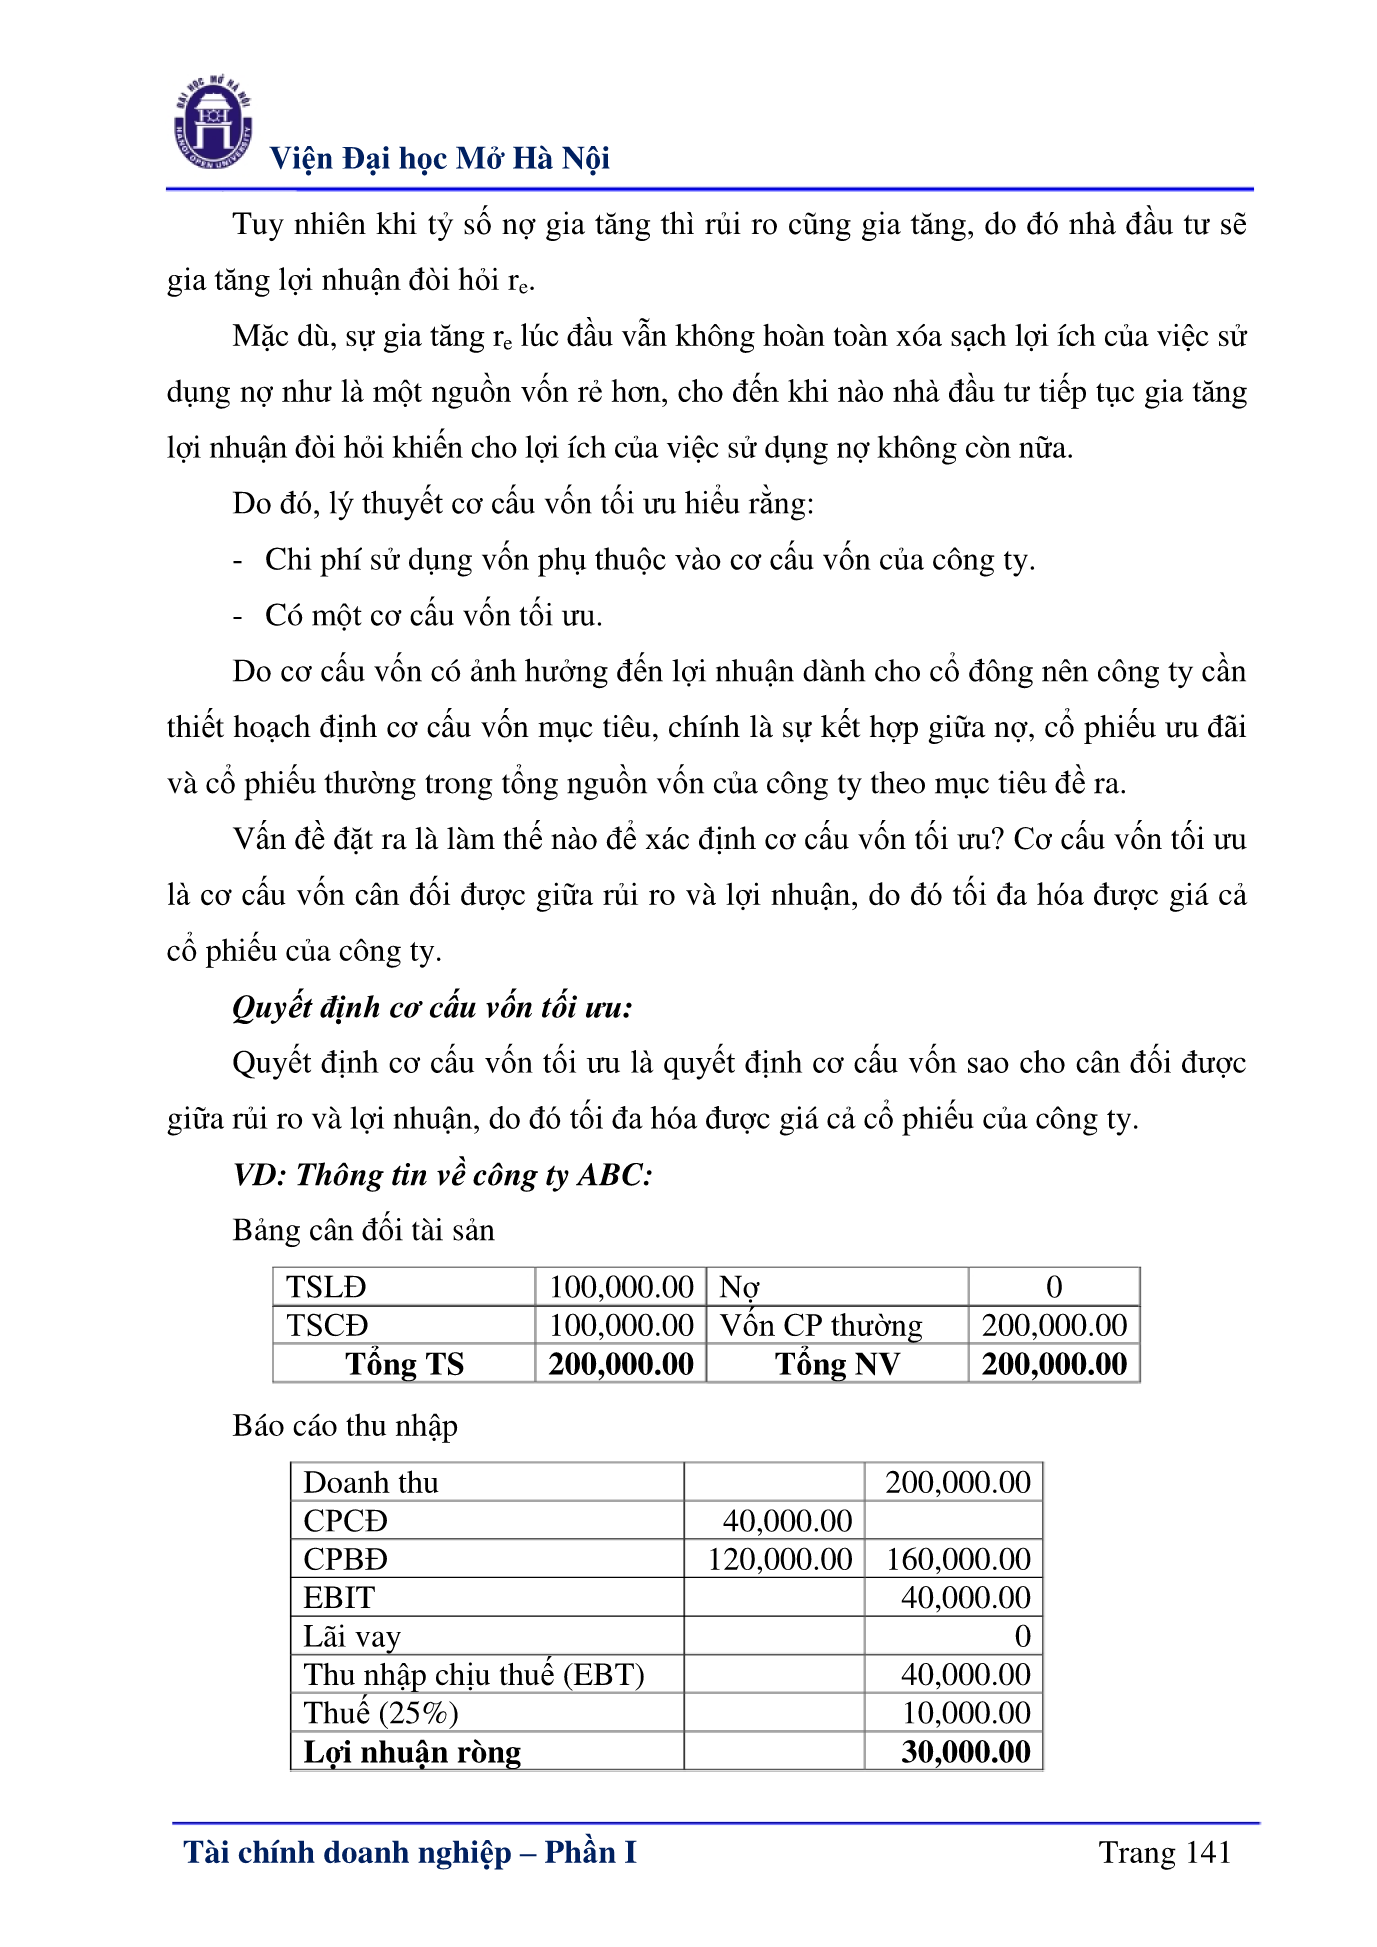 ĐẠI HỌC MỞ HÀ NỘI
HANOI OPEN UNIVERSITY
Viện Đại học Mở Hà Nội
Tuy nhiên khi tỷ số nợ gia tăng thì rủi ro cũng gia tăng, do đó nhà đầu tư sẽ
gia tăng lợi nhuận đòi hỏi re.
Mặc dù, sự gia tăng re lúc đầu vẫn không hoàn toàn xóa sạch lợi ích của việc sử
dụng nợ như là một nguồn vốn rẻ hơn, cho đến khi nào nhà đầu tư tiếp tục gia tăng
lợi nhuận đòi hỏi khiến cho lợi ích của việc sử dụng nợ không còn nữa.
Do đó, lý thuyết cơ cấu vốn tối ưu hiểu rằng:
- Chi phí sử dụng vốn phụ thuộc vào cơ cấu vốn của công ty.
- Có một cơ cấu vốn tối ưu.
Do cơ cấu vốn có ảnh hưởng đến lợi nhuận dành cho cổ đông nên công ty cần
thiết hoạch định cơ cấu vốn mục tiêu, chính là sự kết hợp giữa nợ, cổ phiếu ưu đãi
và cổ phiếu thường trong tổng nguồn vốn của công ty theo mục tiêu đề ra.
Vấn đề đặt ra là làm thế nào để xác định cơ cấu vốn tối ưu? Cơ cấu vốn tối ưu
là cơ cấu vốn cân đối được giữa rủi ro và lợi nhuận, do đó tối đa hóa được giá cả
cổ phiếu của công ty.
Quyết định cơ cấu vốn tối ưu:
Quyết định cơ cấu vốn tối ưu là quyết định cơ cấu vốn sao cho cân đối được
giữa rủi ro và lợi nhuận, do đó tối đa hóa được giá cả cổ phiếu của công ty.
VD: Thông tin về công ty ABC:
Bảng cân đối tài sản
TSLĐ 100,000.00 Nợ 0
TSCĐ 100,000.00 Vốn CP thường 200,000.00
Tổng TS 200,000.00 Tổng NV 200,000.00
Báo cáo thu nhập
Doanh thu 200,000.00
CPCĐ 40,000.00
CPBĐ 120,000.00 160,000.00
EBIT 40,000.00
Lãi vay 0
Thu nhập chịu thuế (EBT) 40,000.00
Thuế (25%) 10,000.00
Lợi nhuận ròng 30,000.00
Tài chính doanh nghiệp – Phần I Trang 141